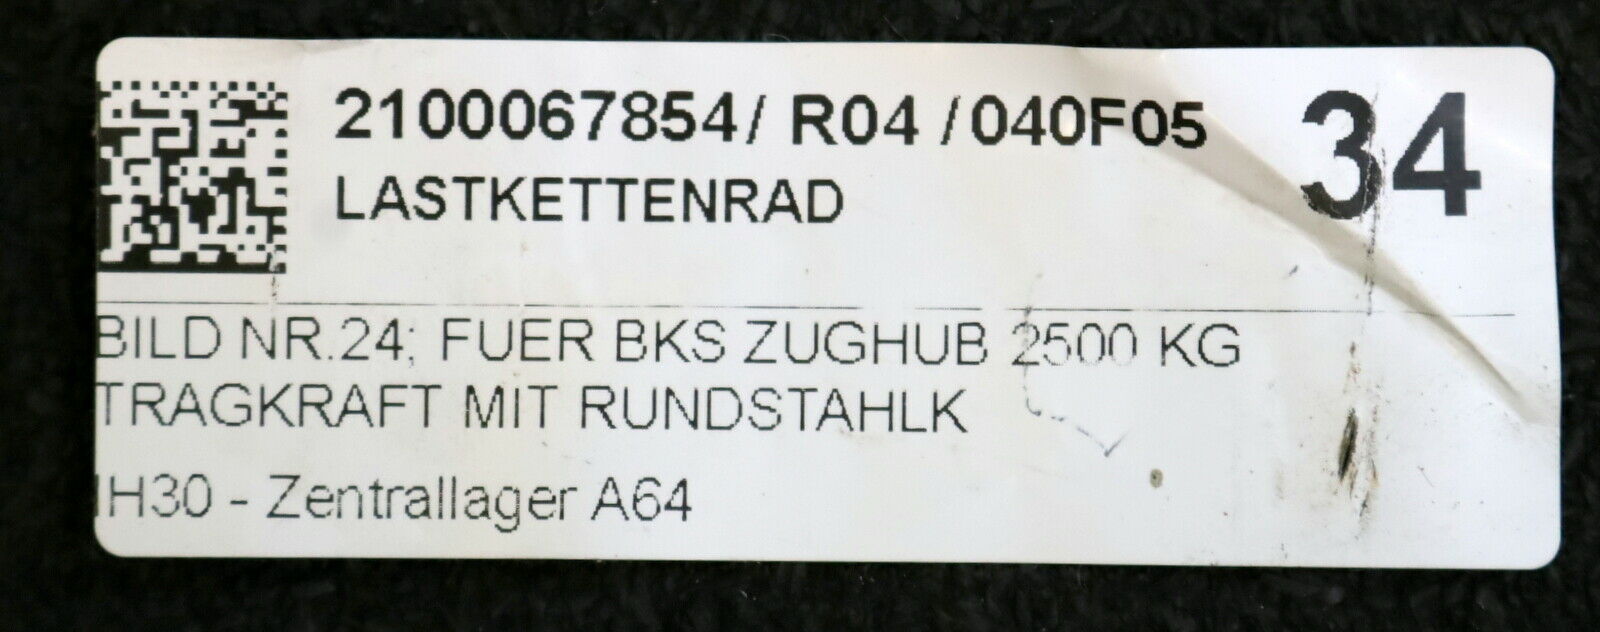 2100067854/ R04 /040F05
34
LASTKETTENRAD
BILD NR.24; FUER BKS ZUGHUB 2500 KG
TRAGKRAFT MIT RUNDSTAHLK
IH30 - Zentrallager A64